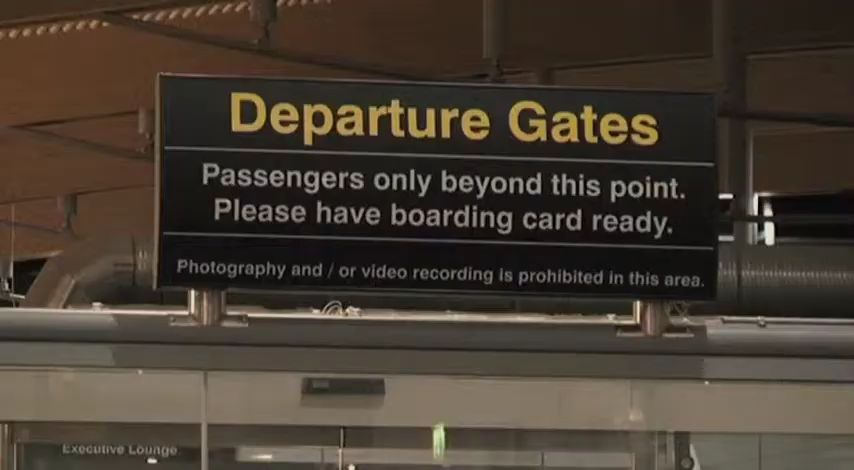 Departure Gates
Passengers only beyond this point.
Please have boarding card ready.
Photography and / or video recording is prohibited in this area.
Executive Lounge